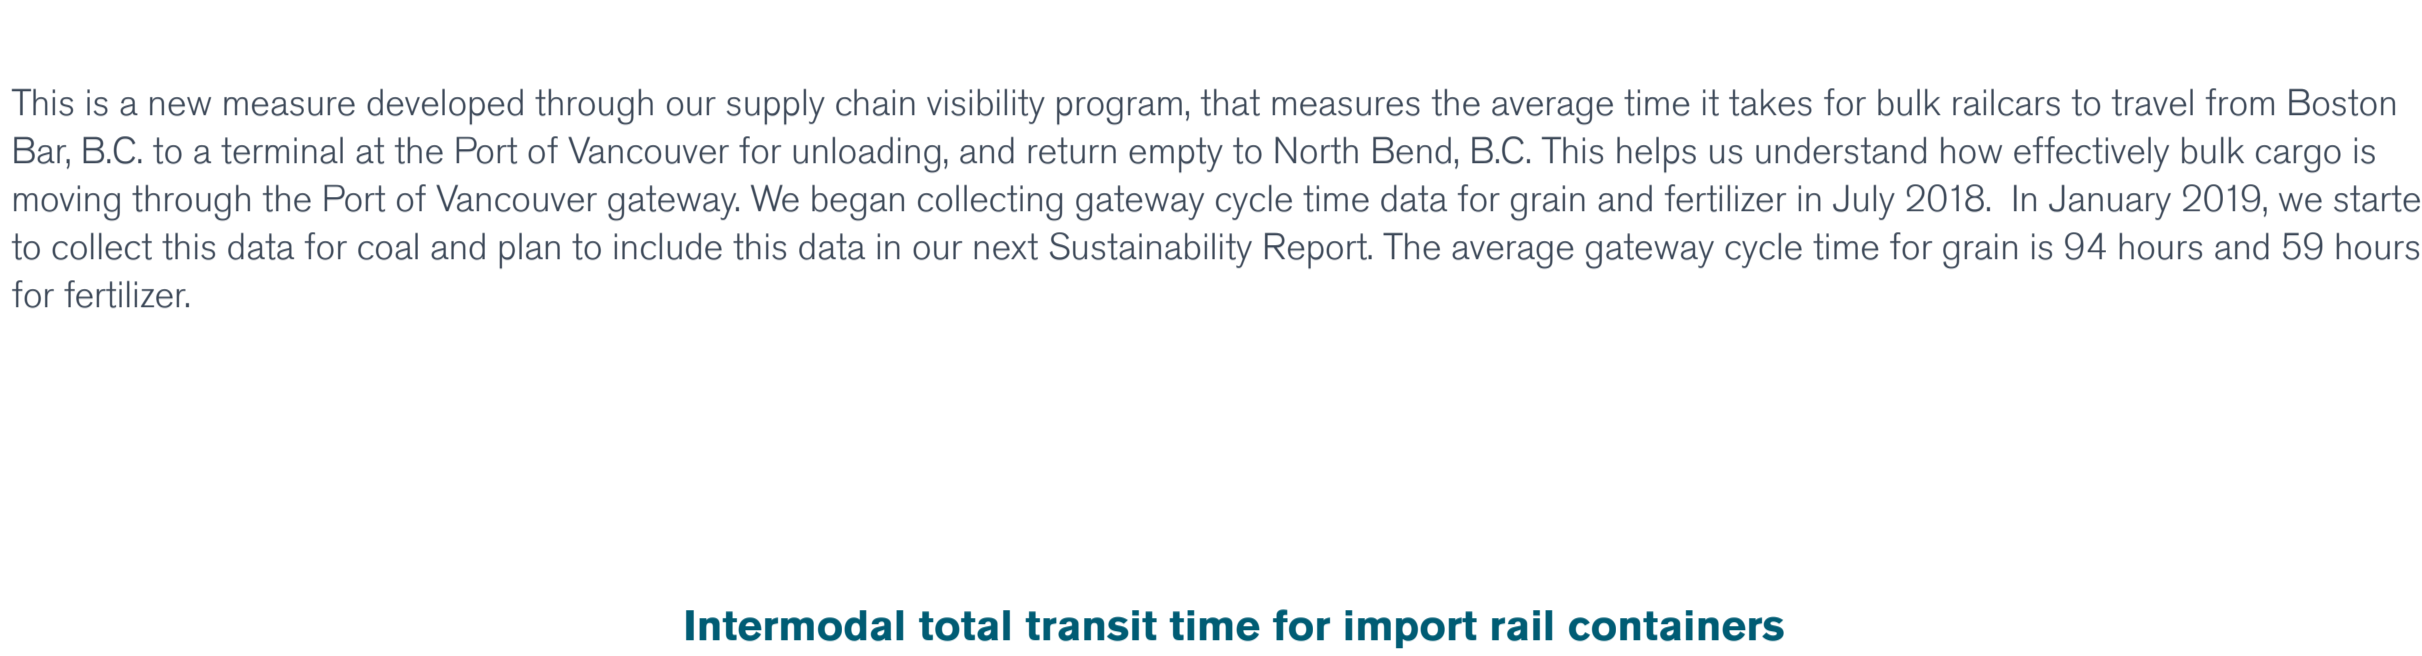 This is a new measure developed through our supply chain visibility program, that measures the average time it takes for bulk railcars to travel from Boston
Bar, B.C. to a terminal at the Port of Vancouver for unloading, and return empty to North Bend, B.C. This helps us understand how effectively bulk cargo is
moving through the Port of Vancouver gateway. We began collecting gateway cycle time data for grain and fertilizer in July 2018.  In January 2019, we starte
to collect this data for coal and plan to include this data in our next Sustainability Report. The average gateway cycle time for grain is 94 hours and 59 hours
for fertilizer.
Intermodal total transit time for import rail containers